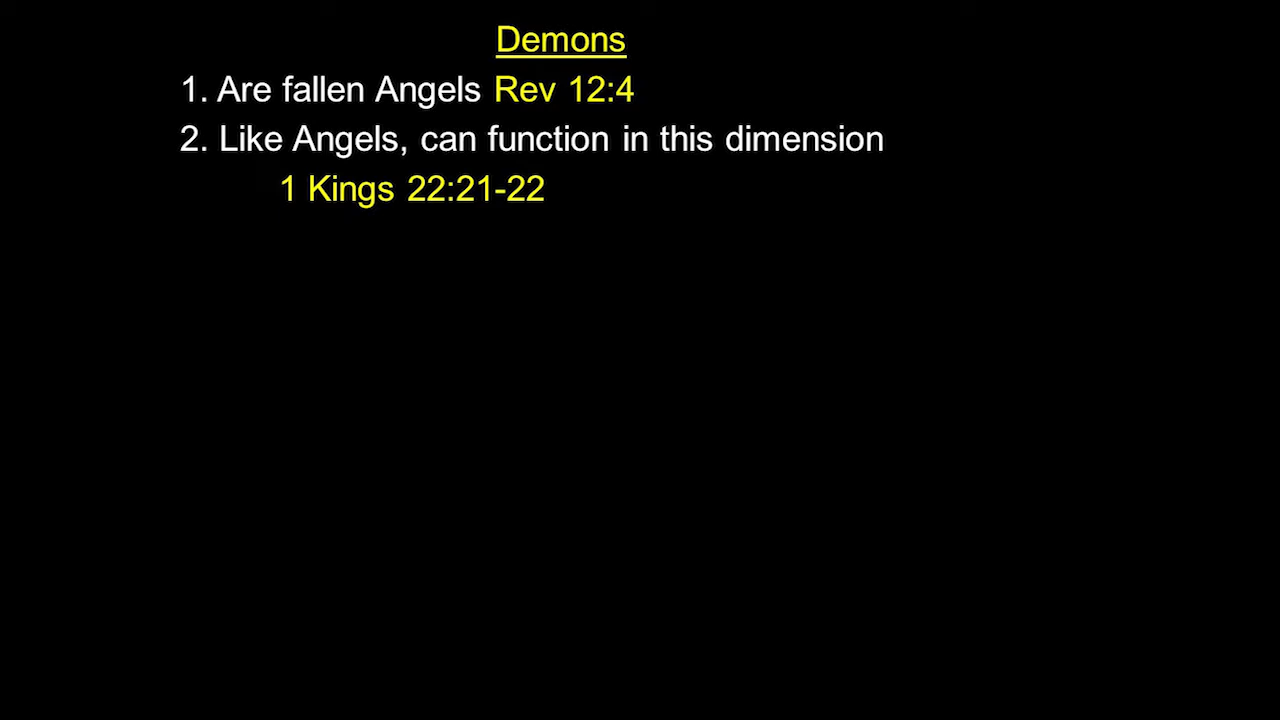 Demons
1. Are fallen Angels Rev 12:4
2. Like Angels, can function in this dimension
1 Kings 22:21-22